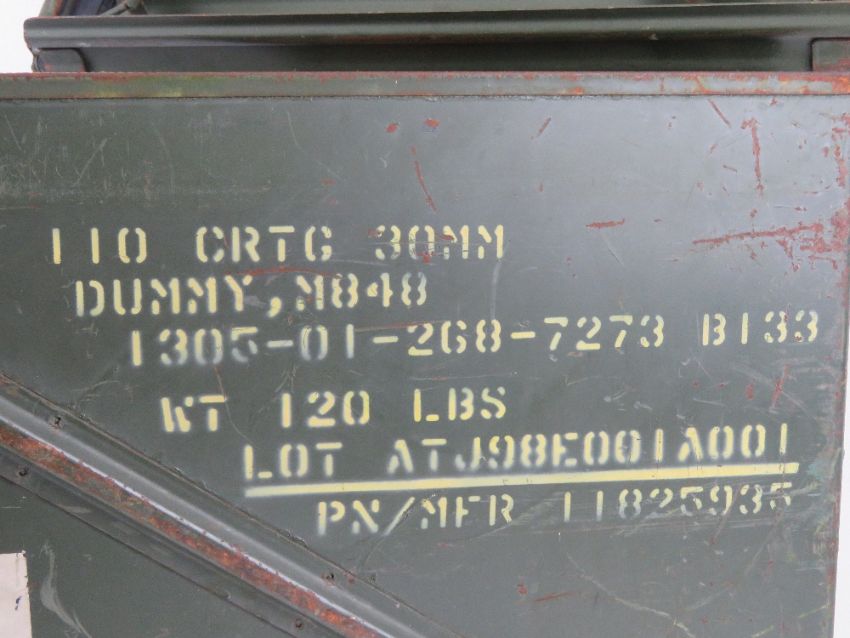 110 CRTG 30MM
DUMMY,M848
1305-01-268-7273 B133
WT 120 LBS
LOT ATJ98E001A001
PN/MFR 11825935